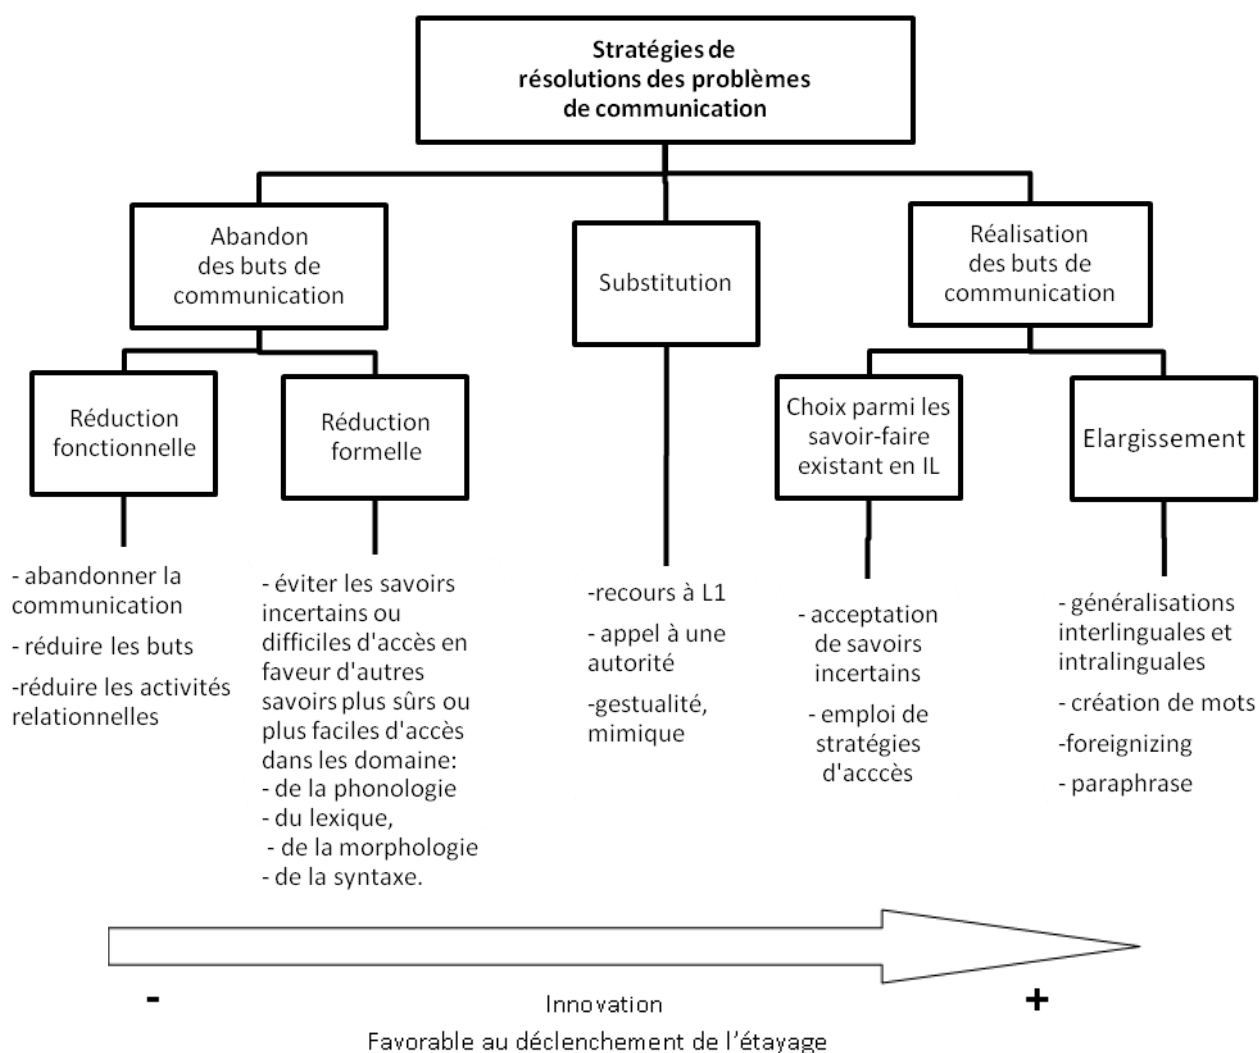 Stratégies de
résolutions des problèmes
de communication
Abandon
des buts de
communication
Substitution
Réalisation
des buts de
communication
Réduction
fonctionnelle
Réduction
formelle
Choix parmi les
savoir-faire
existant en IL
Elargissement
- abandonner la
communication
- réduire les buts
-réduire les activités
relationnelles
- éviter les savoirs
incertains ou
difficiles d'accès en
faveur d'autres
savoirs plus sûrs ou
plus faciles d'accès
dans les domaine:
- de la phonologie
- du lexique,
- de la morphologie
- de la syntaxe.
-recours à L1
- appel à une
autorité
-gestualité,
mimique
- acceptation
de savoirs
incertains
- emploi de
stratégies
d'acccès
- généralisations
interlinguales et
intralinguales
- création de mots
-foreignizing
- paraphrase
- +
Innovation
Favorable au déclenchement de l'étayage